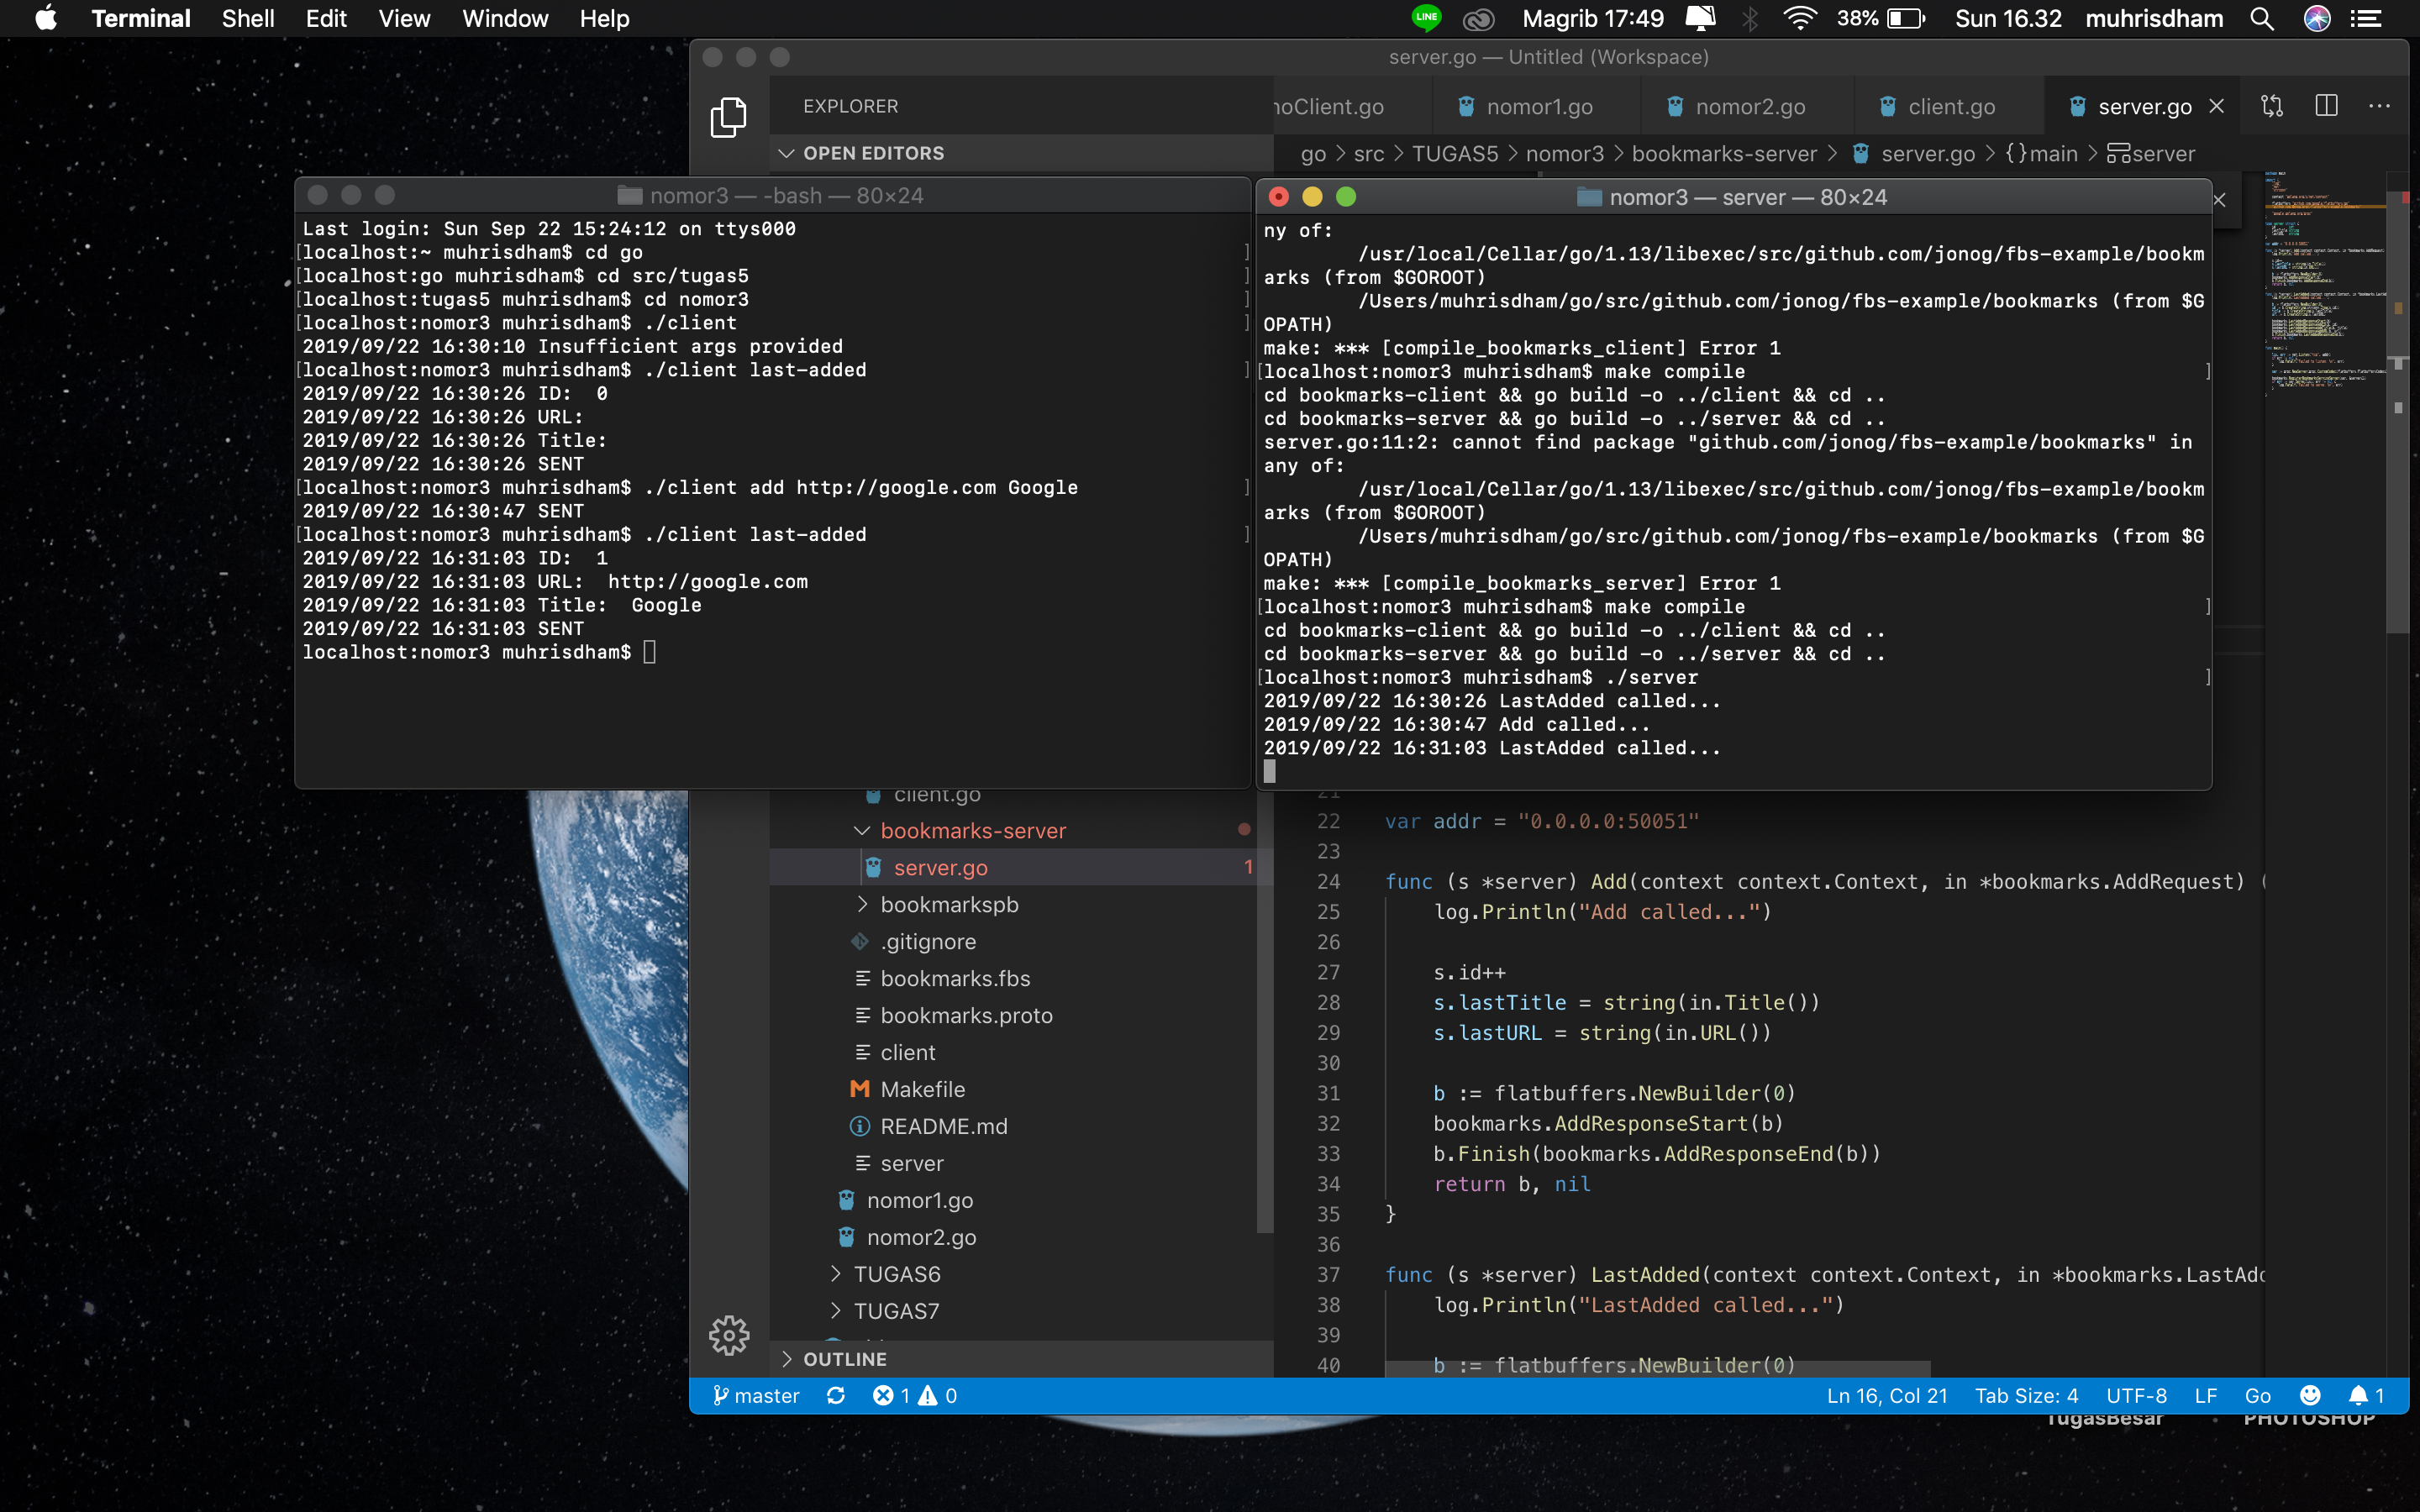 Terminal Shell Edit View Window Help LINE Magrib 17:49 38% Sun 16.32 muhrisdham
server.go — Untitled (Workspace)
EXPLORER
noClient.go nomor1.go nomor2.go client.go server.go
OPEN EDITORS
go > src > TUGAS5 > nomor3 > bookmarks-server > server.go > {} main > server
nomor3 — -bash — 80×24
Last login: Sun Sep 22 15:24:12 on ttys000
[localhost:~ muhrisdham$ cd go ]
[localhost:go muhrisdham$ cd src/tugas5 ]
[localhost:tugas5 muhrisdham$ cd nomor3 ]
[localhost:nomor3 muhrisdham$ ./client ]
2019/09/22 16:30:10 Insufficient args provided
[localhost:nomor3 muhrisdham$ ./client last-added ]
2019/09/22 16:30:26 ID:  0
2019/09/22 16:30:26 URL:
2019/09/22 16:30:26 Title:
2019/09/22 16:30:26 SENT
[localhost:nomor3 muhrisdham$ ./client add http://google.com Google ]
2019/09/22 16:30:47 SENT
[localhost:nomor3 muhrisdham$ ./client last-added ]
2019/09/22 16:31:03 ID:  1
2019/09/22 16:31:03 URL:  http://google.com
2019/09/22 16:31:03 Title:  Google
2019/09/22 16:31:03 SENT
localhost:nomor3 muhrisdham$
nomor3 — server — 80×24
ny of:
/usr/local/Cellar/go/1.13/libexec/src/github.com/jonog/fbs-example/bookm
arks (from $GOROOT)
/Users/muhrisdham/go/src/github.com/jonog/fbs-example/bookmarks (from $G
OPATH)
make: *** [compile_bookmarks_client] Error 1
[localhost:nomor3 muhrisdham$ make compile ]
cd bookmarks-client && go build -o ../client && cd ..
cd bookmarks-server && go build -o ../server && cd ..
server.go:11:2: cannot find package "github.com/jonog/fbs-example/bookmarks" in
any of:
/usr/local/Cellar/go/1.13/libexec/src/github.com/jonog/fbs-example/bookm
arks (from $GOROOT)
/Users/muhrisdham/go/src/github.com/jonog/fbs-example/bookmarks (from $G
OPATH)
make: *** [compile_bookmarks_server] Error 1
[localhost:nomor3 muhrisdham$ make compile ]
cd bookmarks-client && go build -o ../client && cd ..
cd bookmarks-server && go build -o ../server && cd ..
[localhost:nomor3 muhrisdham$ ./server ]
2019/09/22 16:30:26 LastAdded called...
2019/09/22 16:30:47 Add called...
2019/09/22 16:31:03 LastAdded called...
client.go
bookmarks-server
server.go 1
bookmarkspb
.gitignore
bookmarks.fbs
bookmarks.proto
client
Makefile
README.md
server
nomor1.go
nomor2.go
TUGAS6
TUGAS7
OUTLINE
21
22 var addr = "0.0.0.0:50051"
23
24 func (s *server) Add(context context.Context, in *bookmarks.AddRequest) (
25 log.Println("Add called...")
26
27 s.id++
28 s.lastTitle = string(in.Title())
29 s.lastURL = string(in.URL())
30
31 b := flatbuffers.NewBuilder(0)
32 bookmarks.AddResponseStart(b)
33 b.Finish(bookmarks.AddResponseEnd(b))
34 return b, nil
35 }
36
37 func (s *server) LastAdded(context context.Context, in *bookmarks.LastAdd
38 log.Println("LastAdded called...")
39
40 b := flatbuffers.NewBuilder(0)
master 1 0 Ln 16, Col 21 Tab Size: 4 UTF-8 LF Go 1
TugasBesar PHOTOSHOP